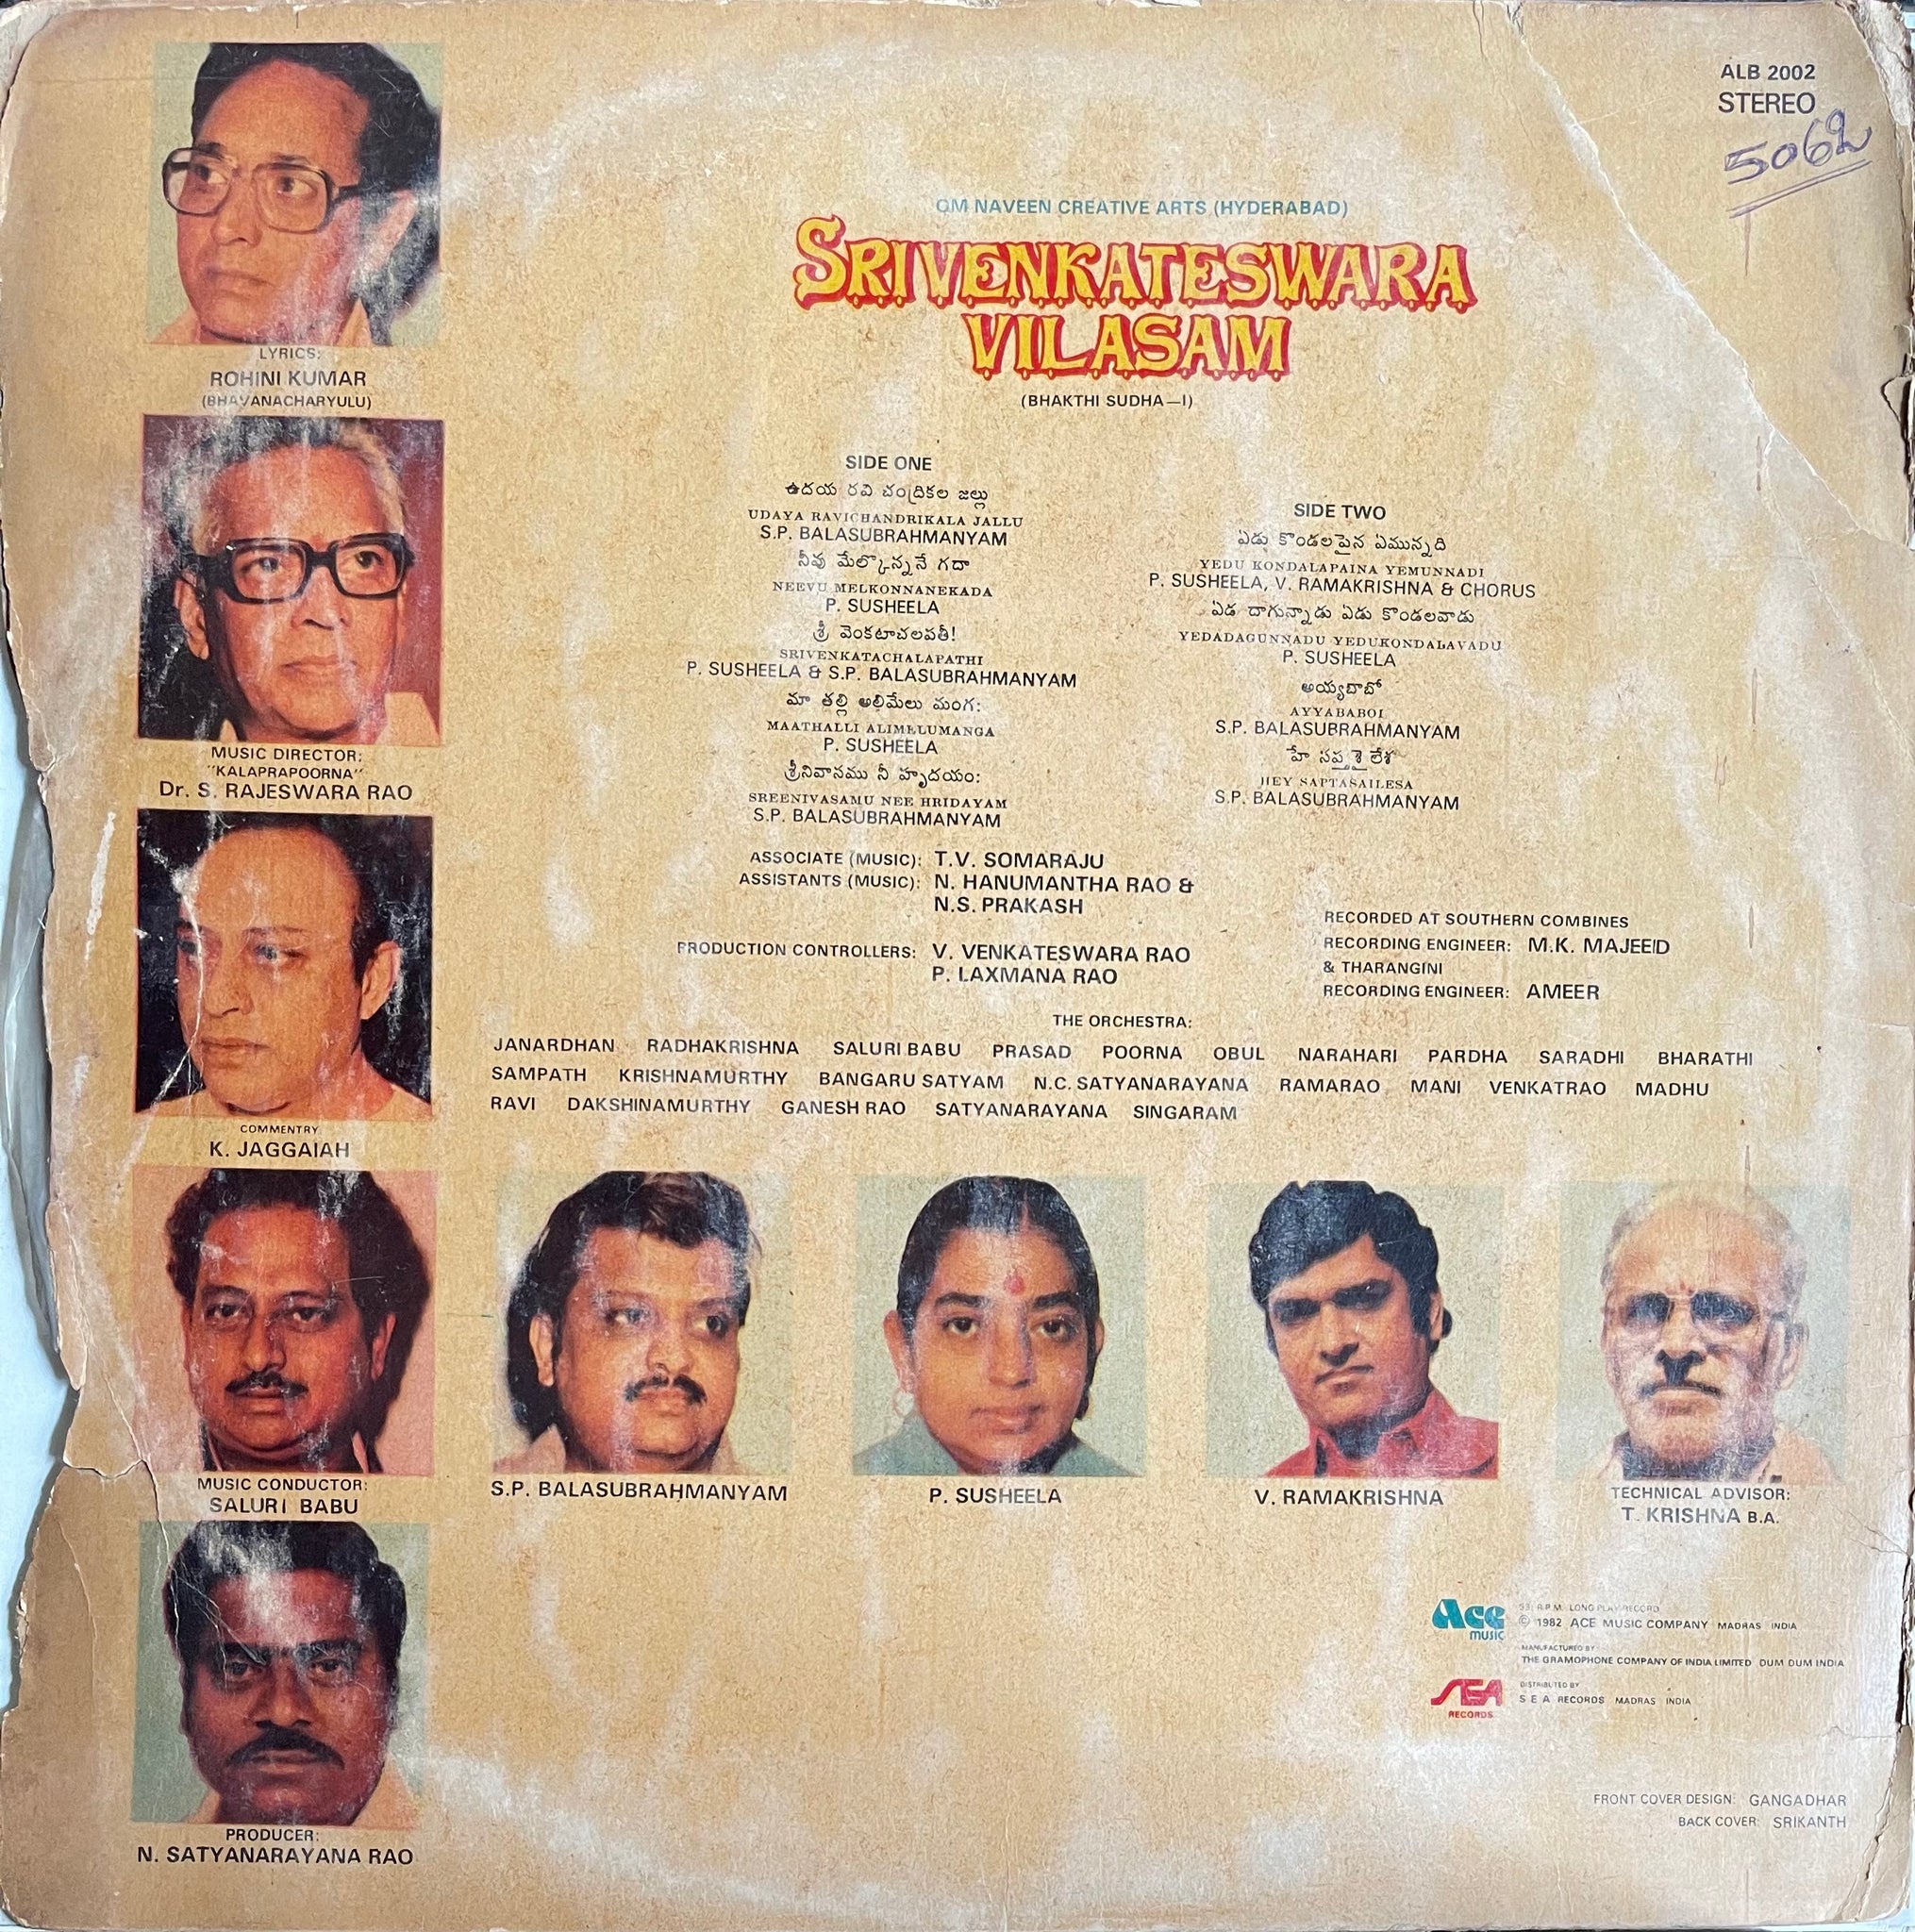 ALB 2002
STEREO
5062
OM NAVEEN CREATIVE ARTS (HYDERABAD)
SRIVENKATESWARA
VILASAM
(BHAKTHI SUDHA—I)
LYRICS:
ROHINI KUMAR
(BHAVANACHARYULU)
MUSIC DIRECTOR:
"KALAPRAPOORNA"
Dr. S. RAJESWARA RAO
COMMENTRY
K. JAGGAIAH
MUSIC CONDUCTOR:
SALURI BABU
PRODUCER:
N. SATYANARAYANA RAO
SIDE ONE
ఉదయ రవి చంద్రికల జల్లు
UDAYA RAVICHANDRIKALA JALLU
S.P. BALASUBRAHMANYAM
నీవు మేల్కొన్ననే గదా
NEEVU MELKONNANEKADA
P. SUSHEELA
శ్రీ వెంకటాచలపతీ!
SRIVENKATACHALAPATHI
P. SUSHEELA & S.P. BALASUBRAHMANYAM
మా తల్లి అలిమేలు మంగ:
MAATHALLI ALIMELUMANGA
P. SUSHEELA
శ్రీనివాసము నీ హృదయం:
SREENIVASAMU NEE HRIDAYAM
S.P. BALASUBRAHMANYAM
SIDE TWO
ఏడు కొండలపైన ఏమున్నది
YEDU KONDALAPAINA YEMUNNADI
P. SUSHEELA, V. RAMAKRISHNA & CHORUS
ఏడ దాగున్నాడు ఏడు కొండలవాడు
YEDADAGUNNADU YEDUKONDALAVADU
P. SUSHEELA
అయ్యబాబో
AYYABABOI
S.P. BALASUBRAHMANYAM
హే సప్త శై లేశ
HEY SAPTASAILESA
S.P. BALASUBRAHMANYAM
ASSOCIATE (MUSIC): T.V. SOMARAJU
ASSISTANTS (MUSIC): N. HANUMANTHA RAO &
N.S. PRAKASH
PRODUCTION CONTROLLERS: V. VENKATESWARA RAO
P. LAXMANA RAO
RECORDED AT SOUTHERN COMBINES
RECORDING ENGINEER: M.K. MAJEEID
& THARANGINI
RECORDING ENGINEER: AMEER
THE ORCHESTRA:
JANARDHAN RADHAKRISHNA SALURI BABU PRASAD POORNA OBUL NARAHARI PARDHA SARADHI BHARATHI
SAMPATH KRISHNAMURTHY BANGARU SATYAM N.C. SATYANARAYANA RAMARAO MANI VENKATRAO MADHU
RAVI DAKSHINAMURTHY GANESH RAO SATYANARAYANA SINGARAM
S.P. BALASUBRAHMANYAM
P. SUSHEELA
V. RAMAKRISHNA
TECHNICAL ADVISOR:
T. KRISHNA B.A.
Ace
music
R.P.M. LONG PLAY RECORD
© 1982 ACE MUSIC COMPANY MADRAS INDIA
MANUFACTURED BY
THE GRAMOPHONE COMPANY OF INDIA LIMITED DUM DUM INDIA
SEA
RECORDS
DISTRIBUTED BY
S E A RECORDS MADRAS INDIA
FRONT COVER DESIGN: GANGADHAR
BACK COVER: SRIKANTH